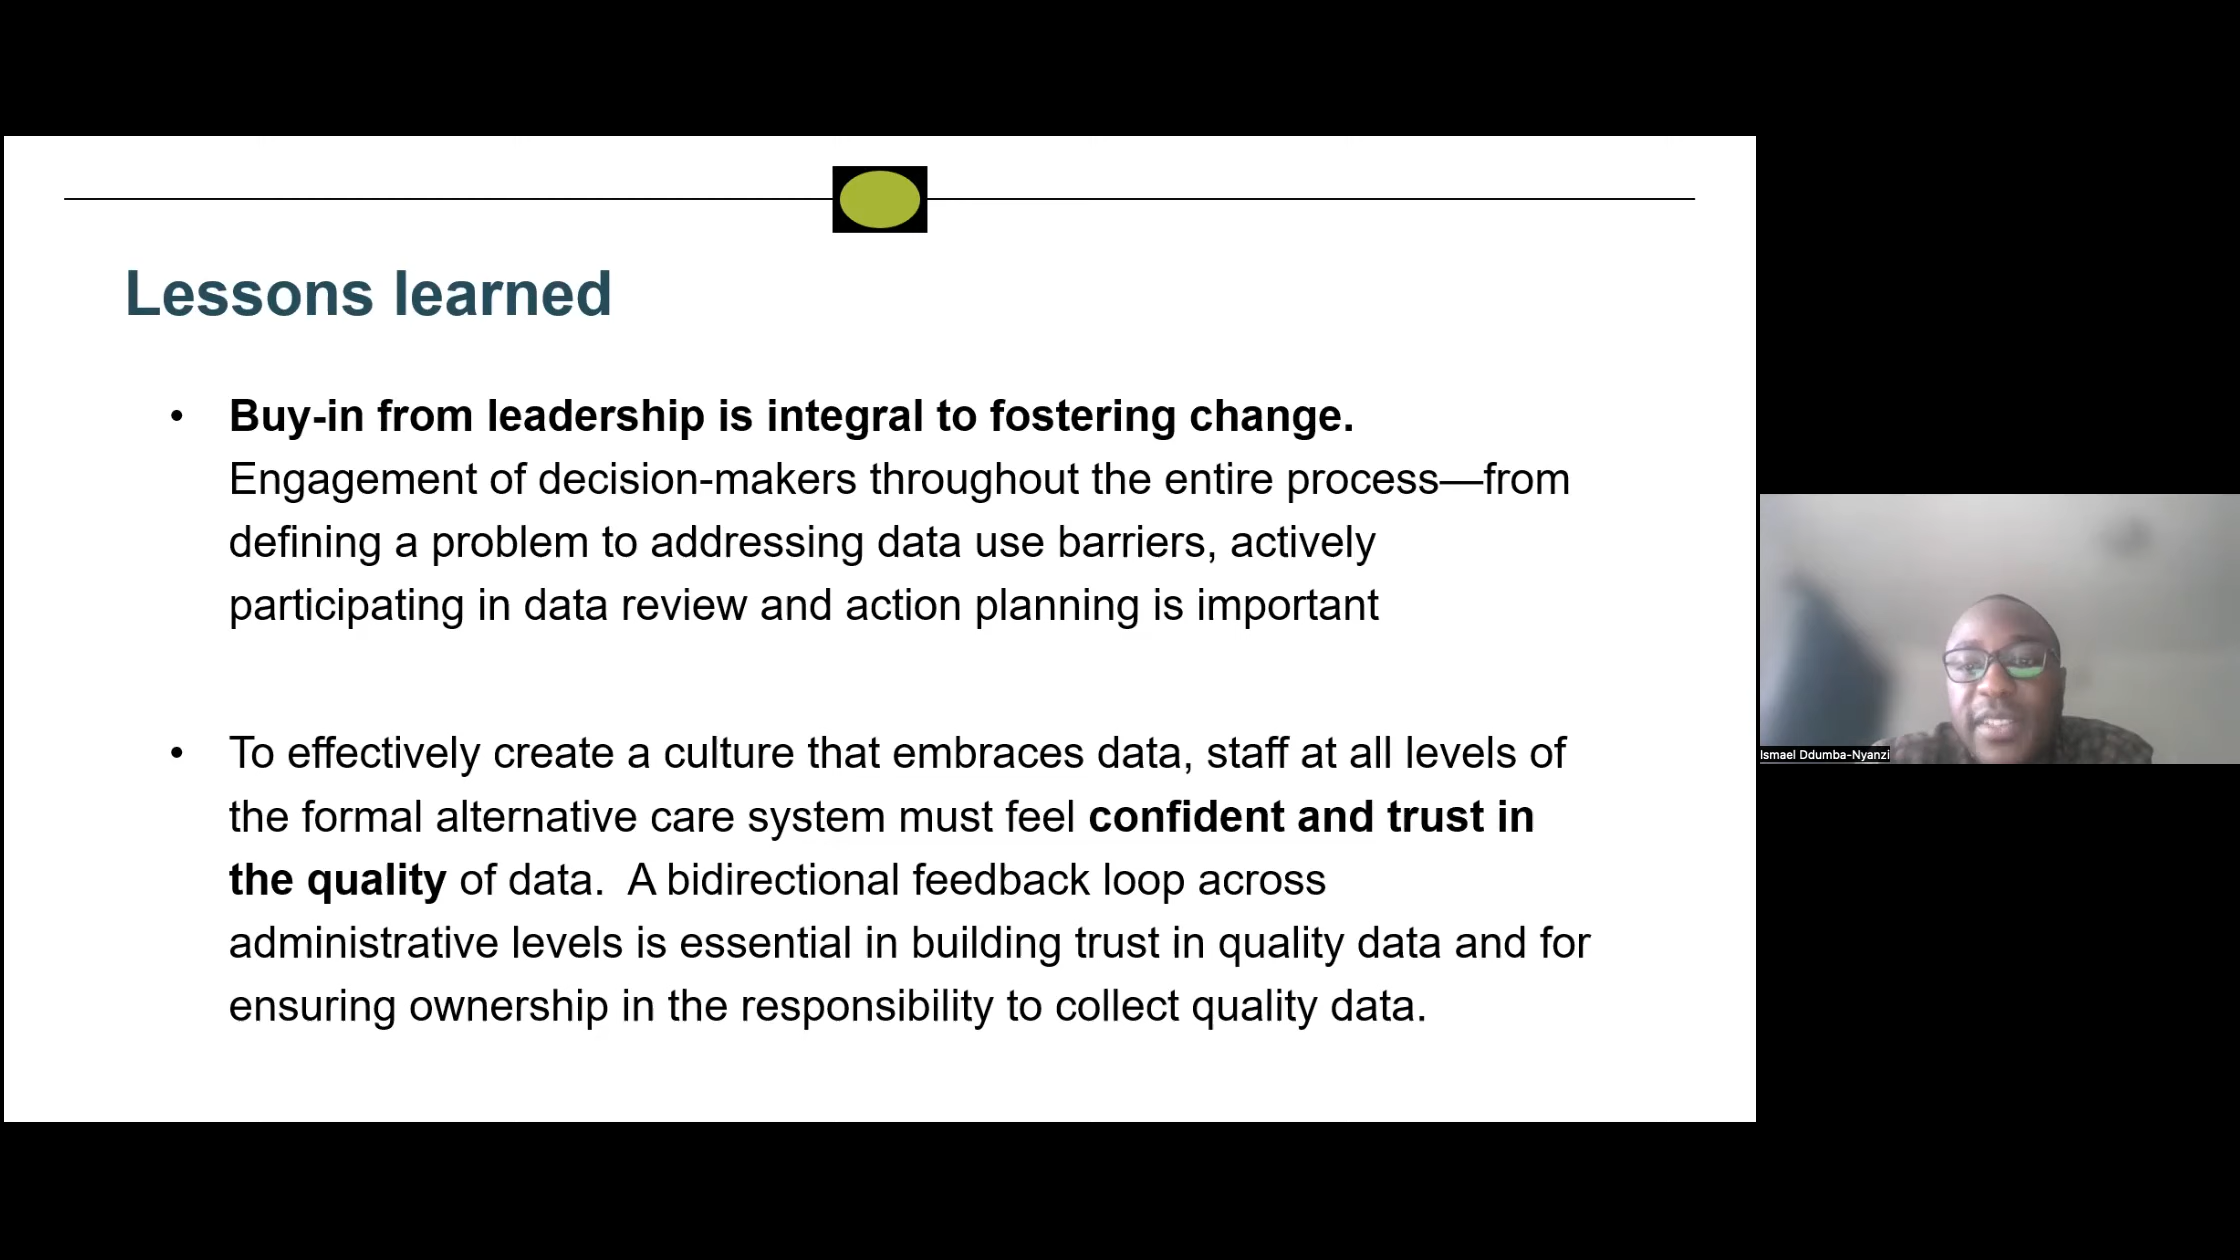 Lessons learned
• Buy-in from leadership is integral to fostering change.
Engagement of decision-makers throughout the entire process—from
defining a problem to addressing data use barriers, actively
participating in data review and action planning is important
• To effectively create a culture that embraces data, staff at all levels of
the formal alternative care system must feel confident and trust in
the quality of data.  A bidirectional feedback loop across
administrative levels is essential in building trust in quality data and for
ensuring ownership in the responsibility to collect quality data.
Ismael Ddumba-Nyanzi